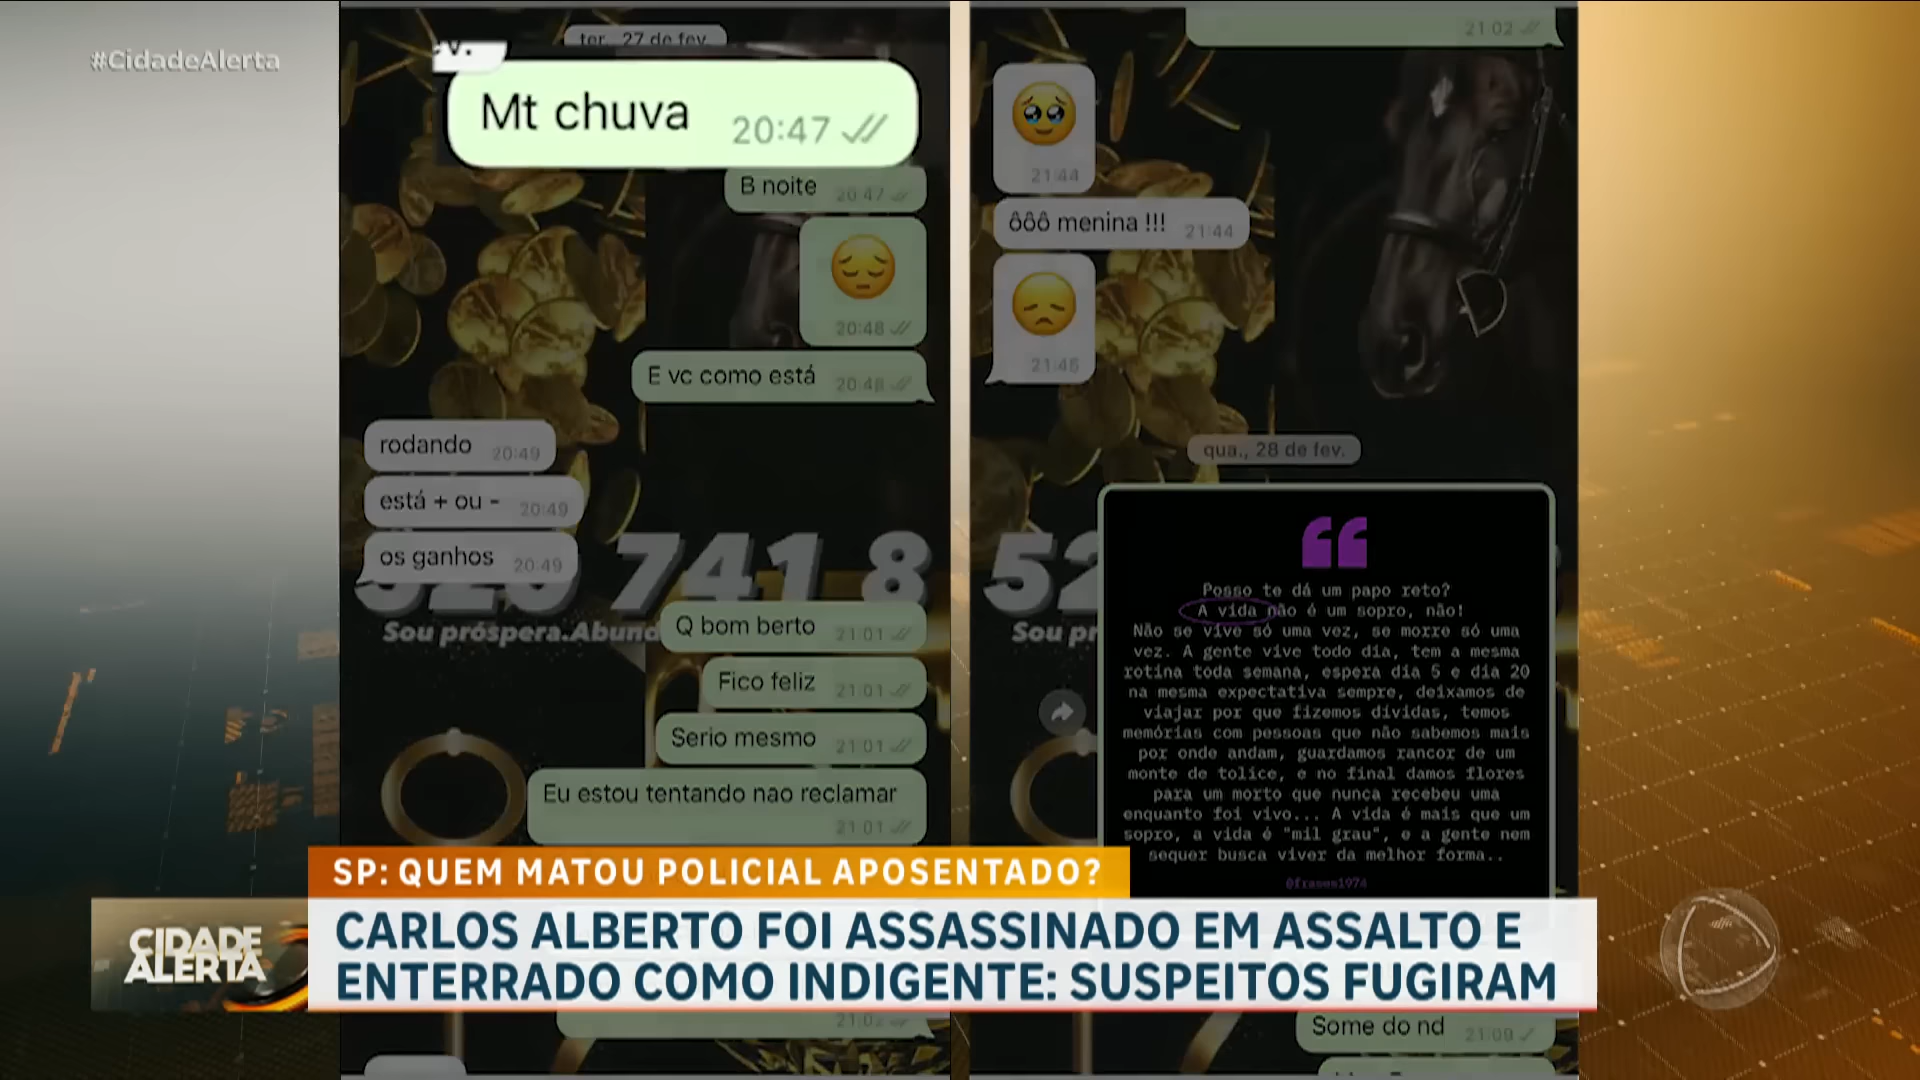 #CidadeAlerta
ter., 27 de fev.
Mt chuva 20:47
B noite 20:47
20:48
E vc como está 20:48
rodando 20:49
está + ou - 20:49
os ganhos 20:49
520 741 8
Sou próspera.Abund
Q bom berto 21:01
Fico feliz 21:01
Serio mesmo 21:01
Eu estou tentando nao reclamar
21:01
21:02
21:44
ôôô menina !!! 21:44
21:45
qua., 28 de fev.
52
Sou pr
Posso te dá um papo reto?
A vida não é um sopro, não!
Não se vive só uma vez, se morre só uma
vez. A gente vive todo dia, tem a mesma
rotina toda semana, espera dia 5 e dia 20
na mesma expectativa sempre, deixamos de
viajar por que fizemos dívidas, temos
memórias com pessoas que não sabemos mais
por onde andam, guardamos rancor de um
monte de tolice, e no final damos flores
para um morto que nunca recebeu uma
enquanto foi vivo... A vida é mais que um
sopro, a vida é "mil grau", e a gente nem
sequer busca viver da melhor forma..
@frases1974
Some do nd 21:09
SP: QUEM MATOU POLICIAL APOSENTADO?
CIDADE
ALERTA
CARLOS ALBERTO FOI ASSASSINADO EM ASSALTO E
ENTERRADO COMO INDIGENTE: SUSPEITOS FUGIRAM